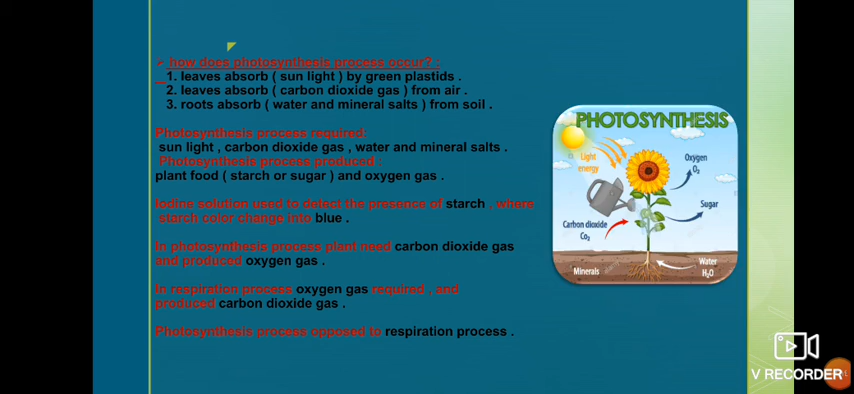 how does photosynthesis process occur? :
1. leaves absorb ( sun light ) by green plastids .
2. leaves absorb ( carbon dioxide gas ) from air .
3. roots absorb ( water and mineral salts ) from soil .
Photosynthesis process required:
sun light , carbon dioxide gas , water and mineral salts .
Photosynthesis process produced :
plant food ( starch or sugar ) and oxygen gas .
Iodine solution used to detect the presence of starch , where
starch color change into blue .
In photosynthesis process plant need carbon dioxide gas
and produced oxygen gas .
In respiration process oxygen gas required , and
produced carbon dioxide gas .
Photosynthesis process opposed to respiration process .
PHOTOSYNTHESIS
Light
energy
Oxygen
O₂
Sugar
Carbon dioxide
Co₂
Water
H₂O
Minerals
V RECORDER